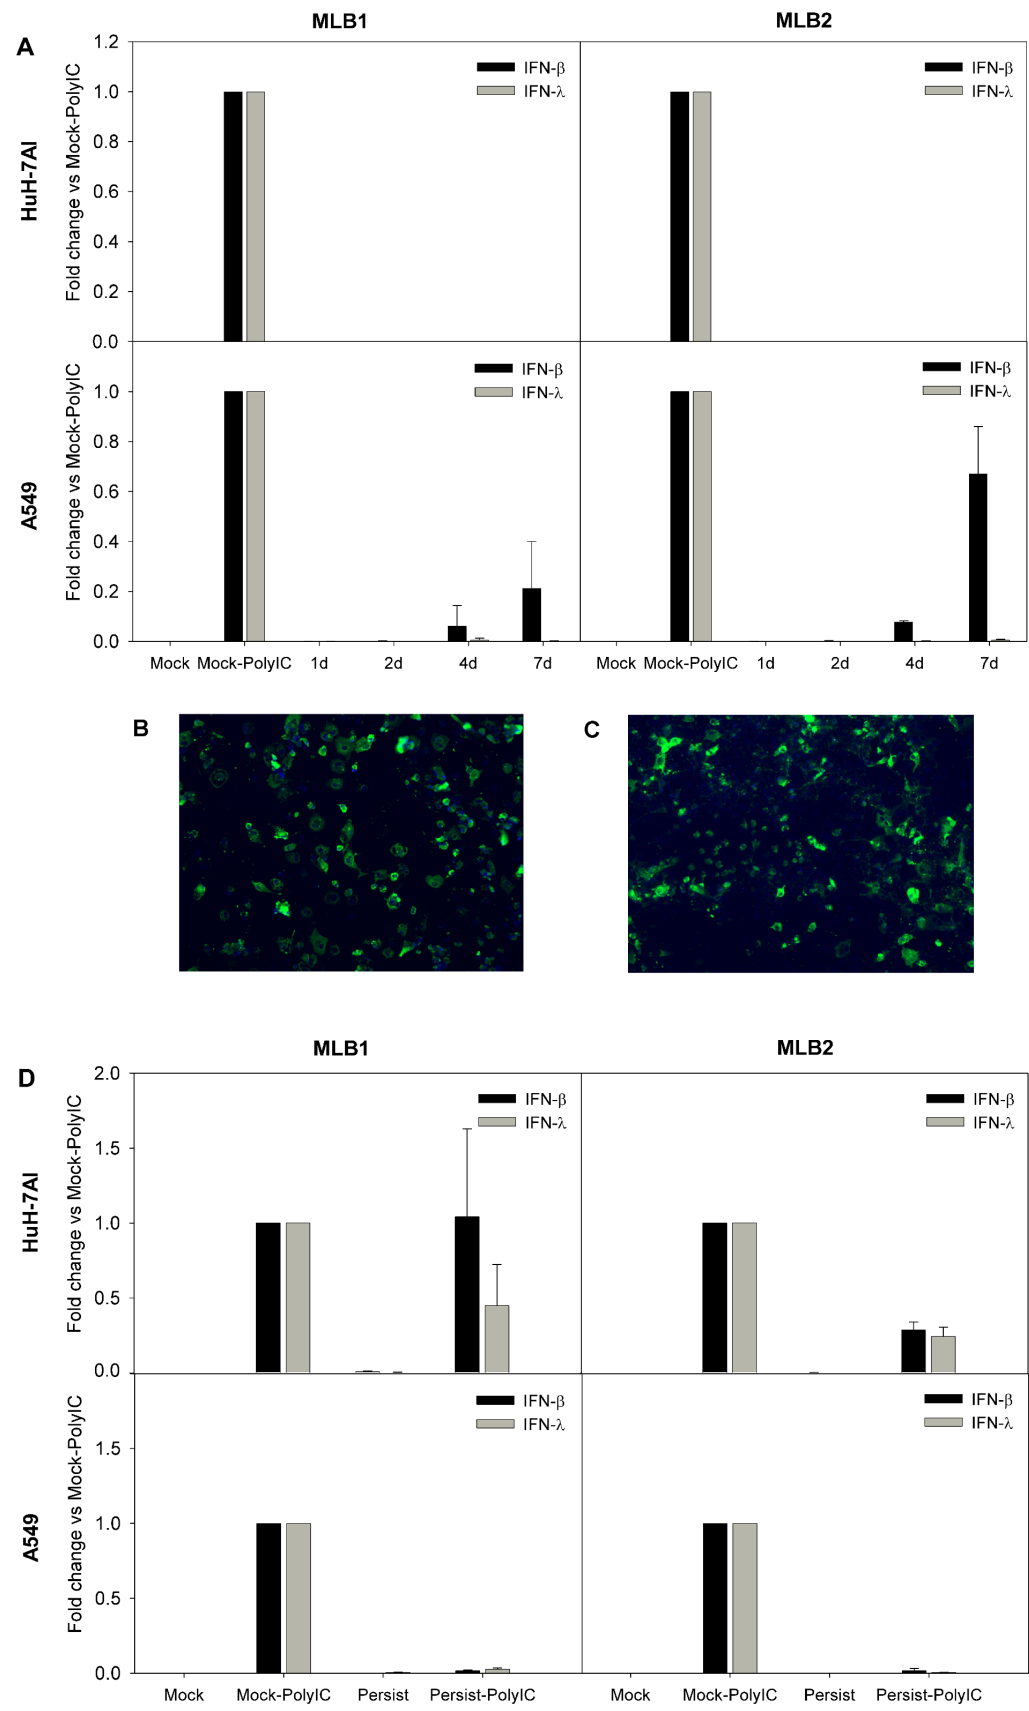 MLB1 MLB2
A
1.2
IFN-β IFN-β
1.0 IFN-λ IFN-λ
0.8
0.6
0.4
0.2
0.0
HuH-7AI
Fold change vs Mock-PolyIC
IFN-β IFN-β
1.0 IFN-λ IFN-λ
0.8
0.6
0.4
0.2
0.0
A549
Fold change vs Mock-PolyIC
Mock Mock-PolyIC 1d 2d 4d 7d Mock Mock-PolyIC 1d 2d 4d 7d
B C
MLB1 MLB2
D
2.0
IFN-β IFN-β
IFN-λ IFN-λ
1.5
1.0
0.5
0.0
HuH-7AI
Fold change vs Mock-PolyIC
IFN-β IFN-β
IFN-λ IFN-λ
1.5
1.0
0.5
0.0
A549
Fold change vs Mock-PolyIC
Mock Mock-PolyIC Persist Persist-PolyIC Mock Mock-PolyIC Persist Persist-PolyIC